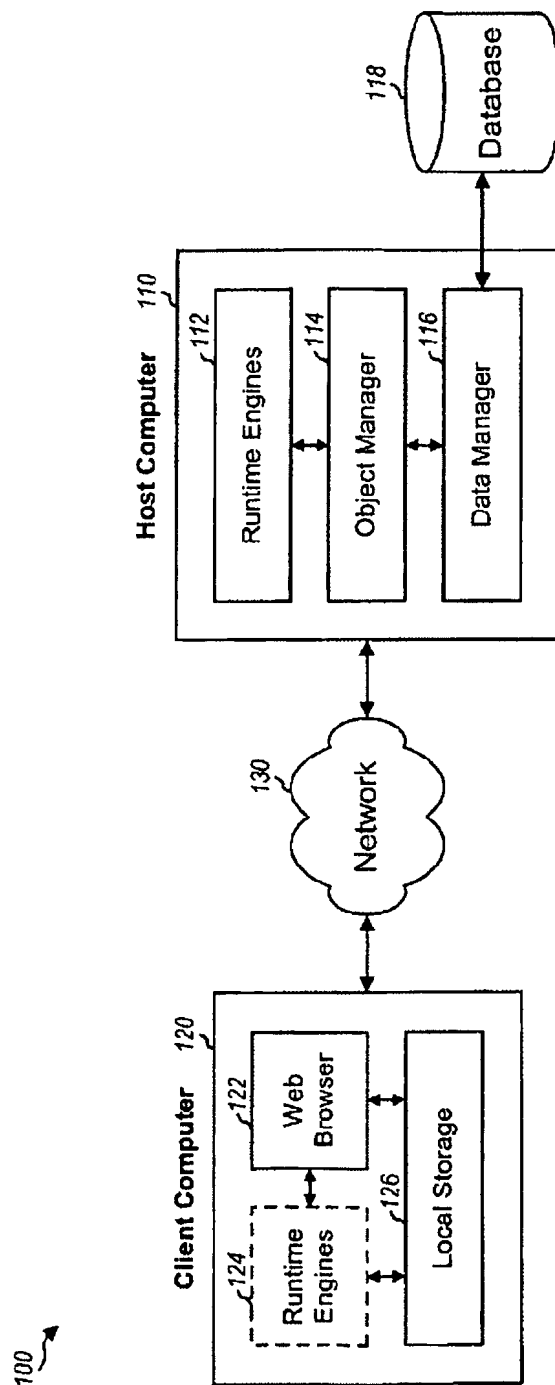 100
Client Computer
120
124
Runtime
Engines
122
Web
Browser
126
Local Storage
130
Network
Host Computer
110
112
Runtime Engines
114
Object Manager
116
Data Manager
118
Database